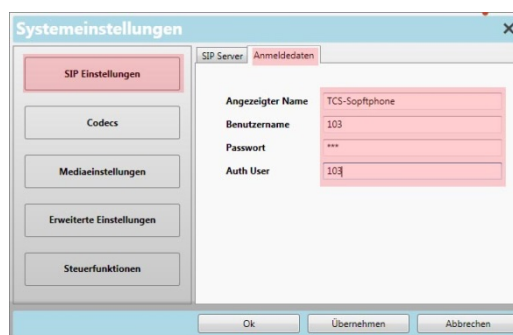 Systemeinstellungen
SIP Einstellungen
Codecs
Mediaeinstellungen
Erweiterte Einstellungen
Steuerfunktionen
SIP Server
Anmeldedaten
Angezeigter Name TCS-Sopftphone
Benutzername 103
Passwort ***
Auth User 103
Ok
Übernehmen
Abbrechen